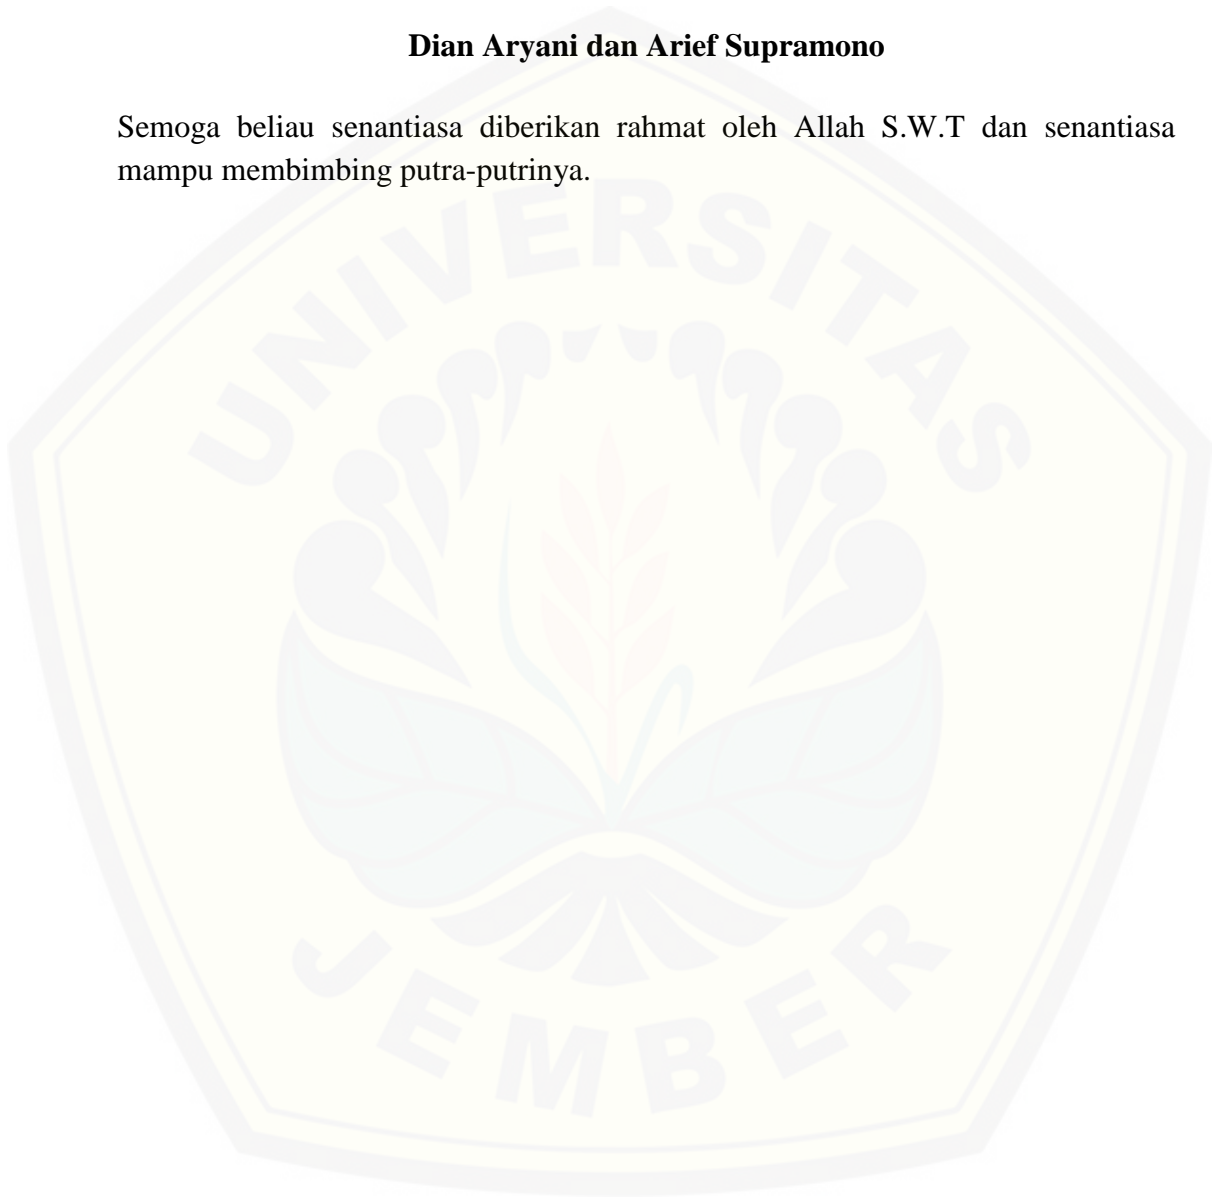 Dian Aryani dan Arief Supramono
Semoga beliau senantiasa diberikan rahmat oleh Allah S.W.T dan senantiasa
mampu membimbing putra-putrinya.
UNIVERSITAS
JEMBER